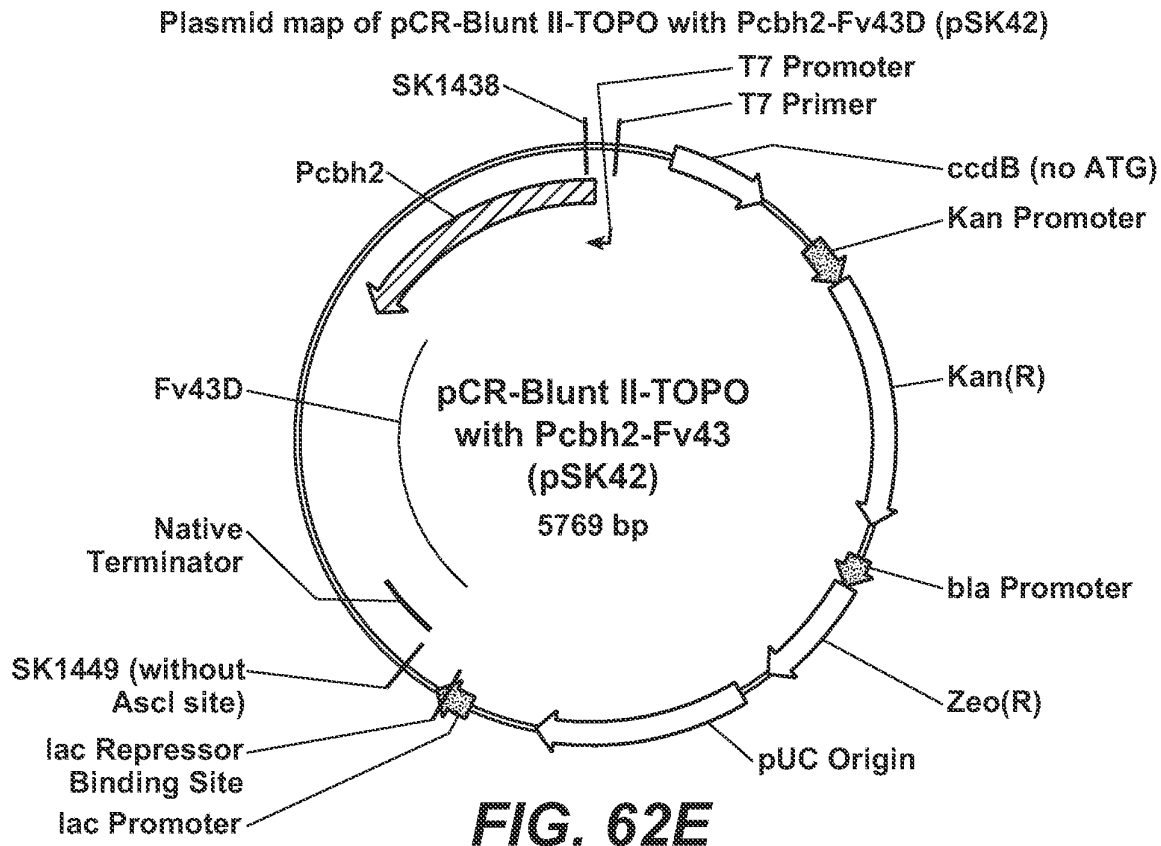 Plasmid map of pCR-Blunt II-TOPO with Pcbh2-Fv43D (pSK42)
T7 Promoter
SK1438
T7 Primer
Pcbh2
ccdB (no ATG)
Kan Promoter
Fv43D
pCR-Blunt II-TOPO
with Pcbh2-Fv43
(pSK42)
5769 bp
Kan(R)
Native
Terminator
bla Promoter
SK1449 (without
AscI site)
Zeo(R)
lac Repressor
Binding Site
pUC Origin
lac Promoter
FIG. 62E